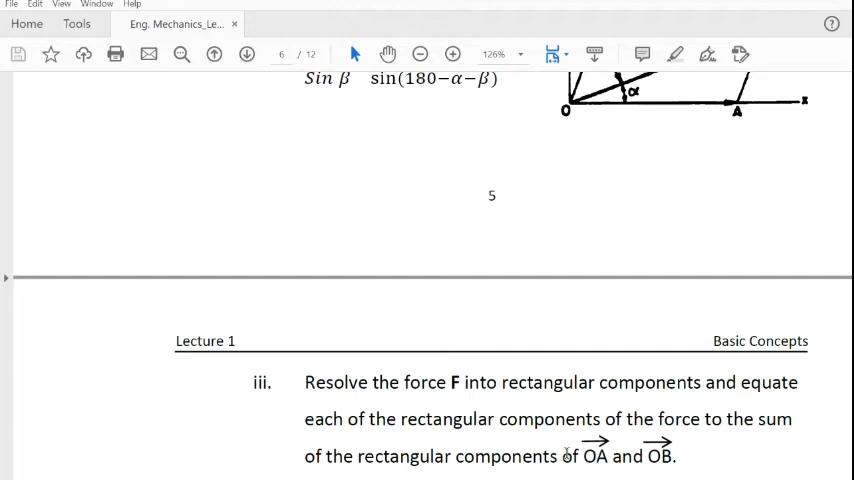 File Edit View Window Help
Home Tools Eng. Mechanics_Le... ×
6 / 12 126%
Sin β sin(180−α−β)
α
O A x
5
Lecture 1 Basic Concepts
iii. Resolve the force F into rectangular components and equate
each of the rectangular components of the force to the sum
of the rectangular components of OA and OB.